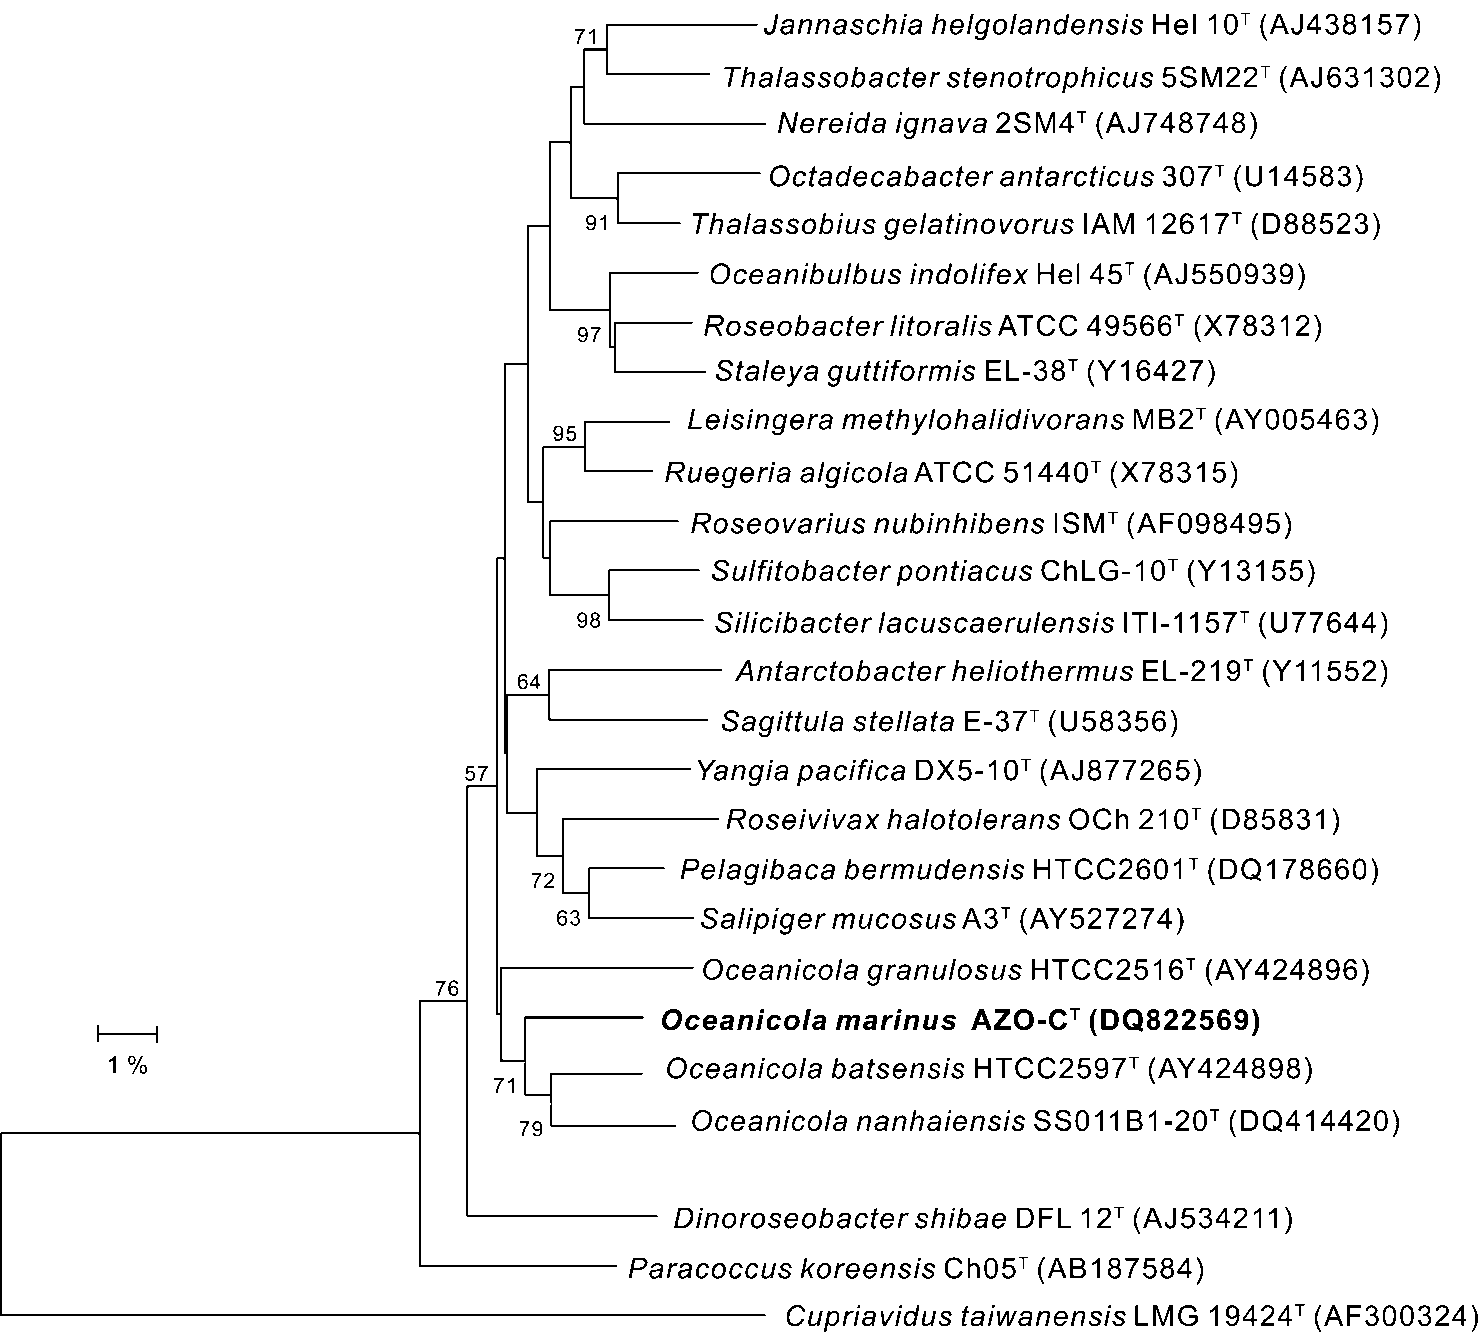 71
Jannaschia helgolandensis Hel 10ᵀ (AJ438157)
Thalassobacter stenotrophicus 5SM22ᵀ (AJ631302)
Nereida ignava 2SM4ᵀ (AJ748748)
Octadecabacter antarcticus 307ᵀ (U14583)
91
Thalassobius gelatinovorus IAM 12617ᵀ (D88523)
Oceanibulbus indolifex Hel 45ᵀ (AJ550939)
Roseobacter litoralis ATCC 49566ᵀ (X78312)
97
Staleya guttiformis EL-38ᵀ (Y16427)
Leisingera methylohalidivorans MB2ᵀ (AY005463)
95
Ruegeria algicola ATCC 51440ᵀ (X78315)
Roseovarius nubinhibens ISMᵀ (AF098495)
Sulfitobacter pontiacus ChLG-10ᵀ (Y13155)
98
Silicibacter lacuscaerulensis ITI-1157ᵀ (U77644)
Antarctobacter heliothermus EL-219ᵀ (Y11552)
64
Sagittula stellata E-37ᵀ (U58356)
57
Yangia pacifica DX5-10ᵀ (AJ877265)
Roseivivax halotolerans OCh 210ᵀ (D85831)
Pelagibaca bermudensis HTCC2601ᵀ (DQ178660)
72
63
Salipiger mucosus A3ᵀ (AY527274)
Oceanicola granulosus HTCC2516ᵀ (AY424896)
76
Oceanicola marinus AZO-Cᵀ (DQ822569)
1 %
Oceanicola batsensis HTCC2597ᵀ (AY424898)
71
Oceanicola nanhaiensis SS011B1-20ᵀ (DQ414420)
79
Dinoroseobacter shibae DFL 12ᵀ (AJ534211)
Paracoccus koreensis Ch05ᵀ (AB187584)
Cupriavidus taiwanensis LMG 19424ᵀ (AF300324)